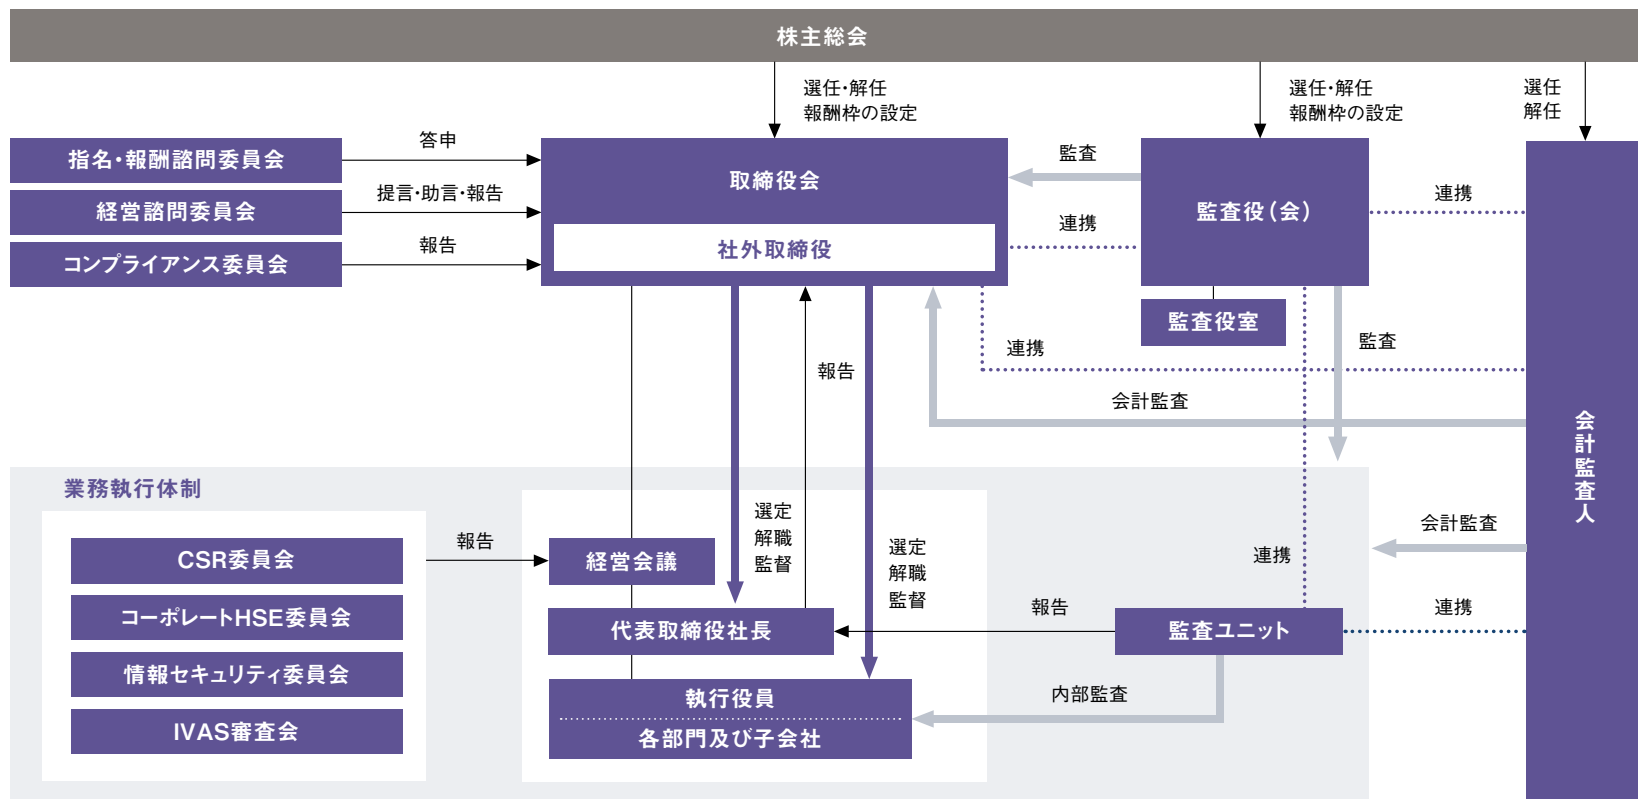 株主総会
選任・解任
報酬枠の設定
選任・解任
報酬枠の設定
選任
解任
指名・報酬諮問委員会
答申
経営諮問委員会
提言・助言・報告
コンプライアンス委員会
報告
取締役会
社外取締役
監査
連携
監査役（会）
監査役室
連携
連携
監査
報告
会計監査
会計監査人
業務執行体制
CSR委員会
コーポレートHSE委員会
情報セキュリティ委員会
IVAS審査会
報告
経営会議
選定
解職
監督
選定
解職
監督
代表取締役社長
執行役員
各部門及び子会社
報告
監査ユニット
内部監査
連携
会計監査
連携